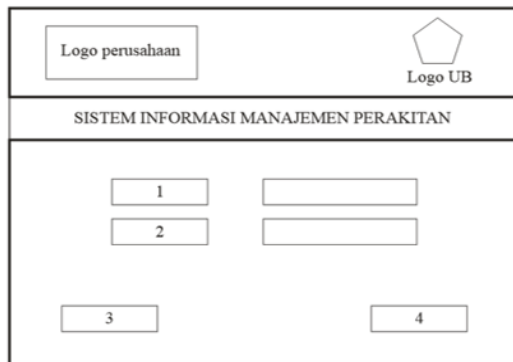 Logo perusahaan
Logo UB
SISTEM INFORMASI MANAJEMEN PERAKITAN
1
2
3
4